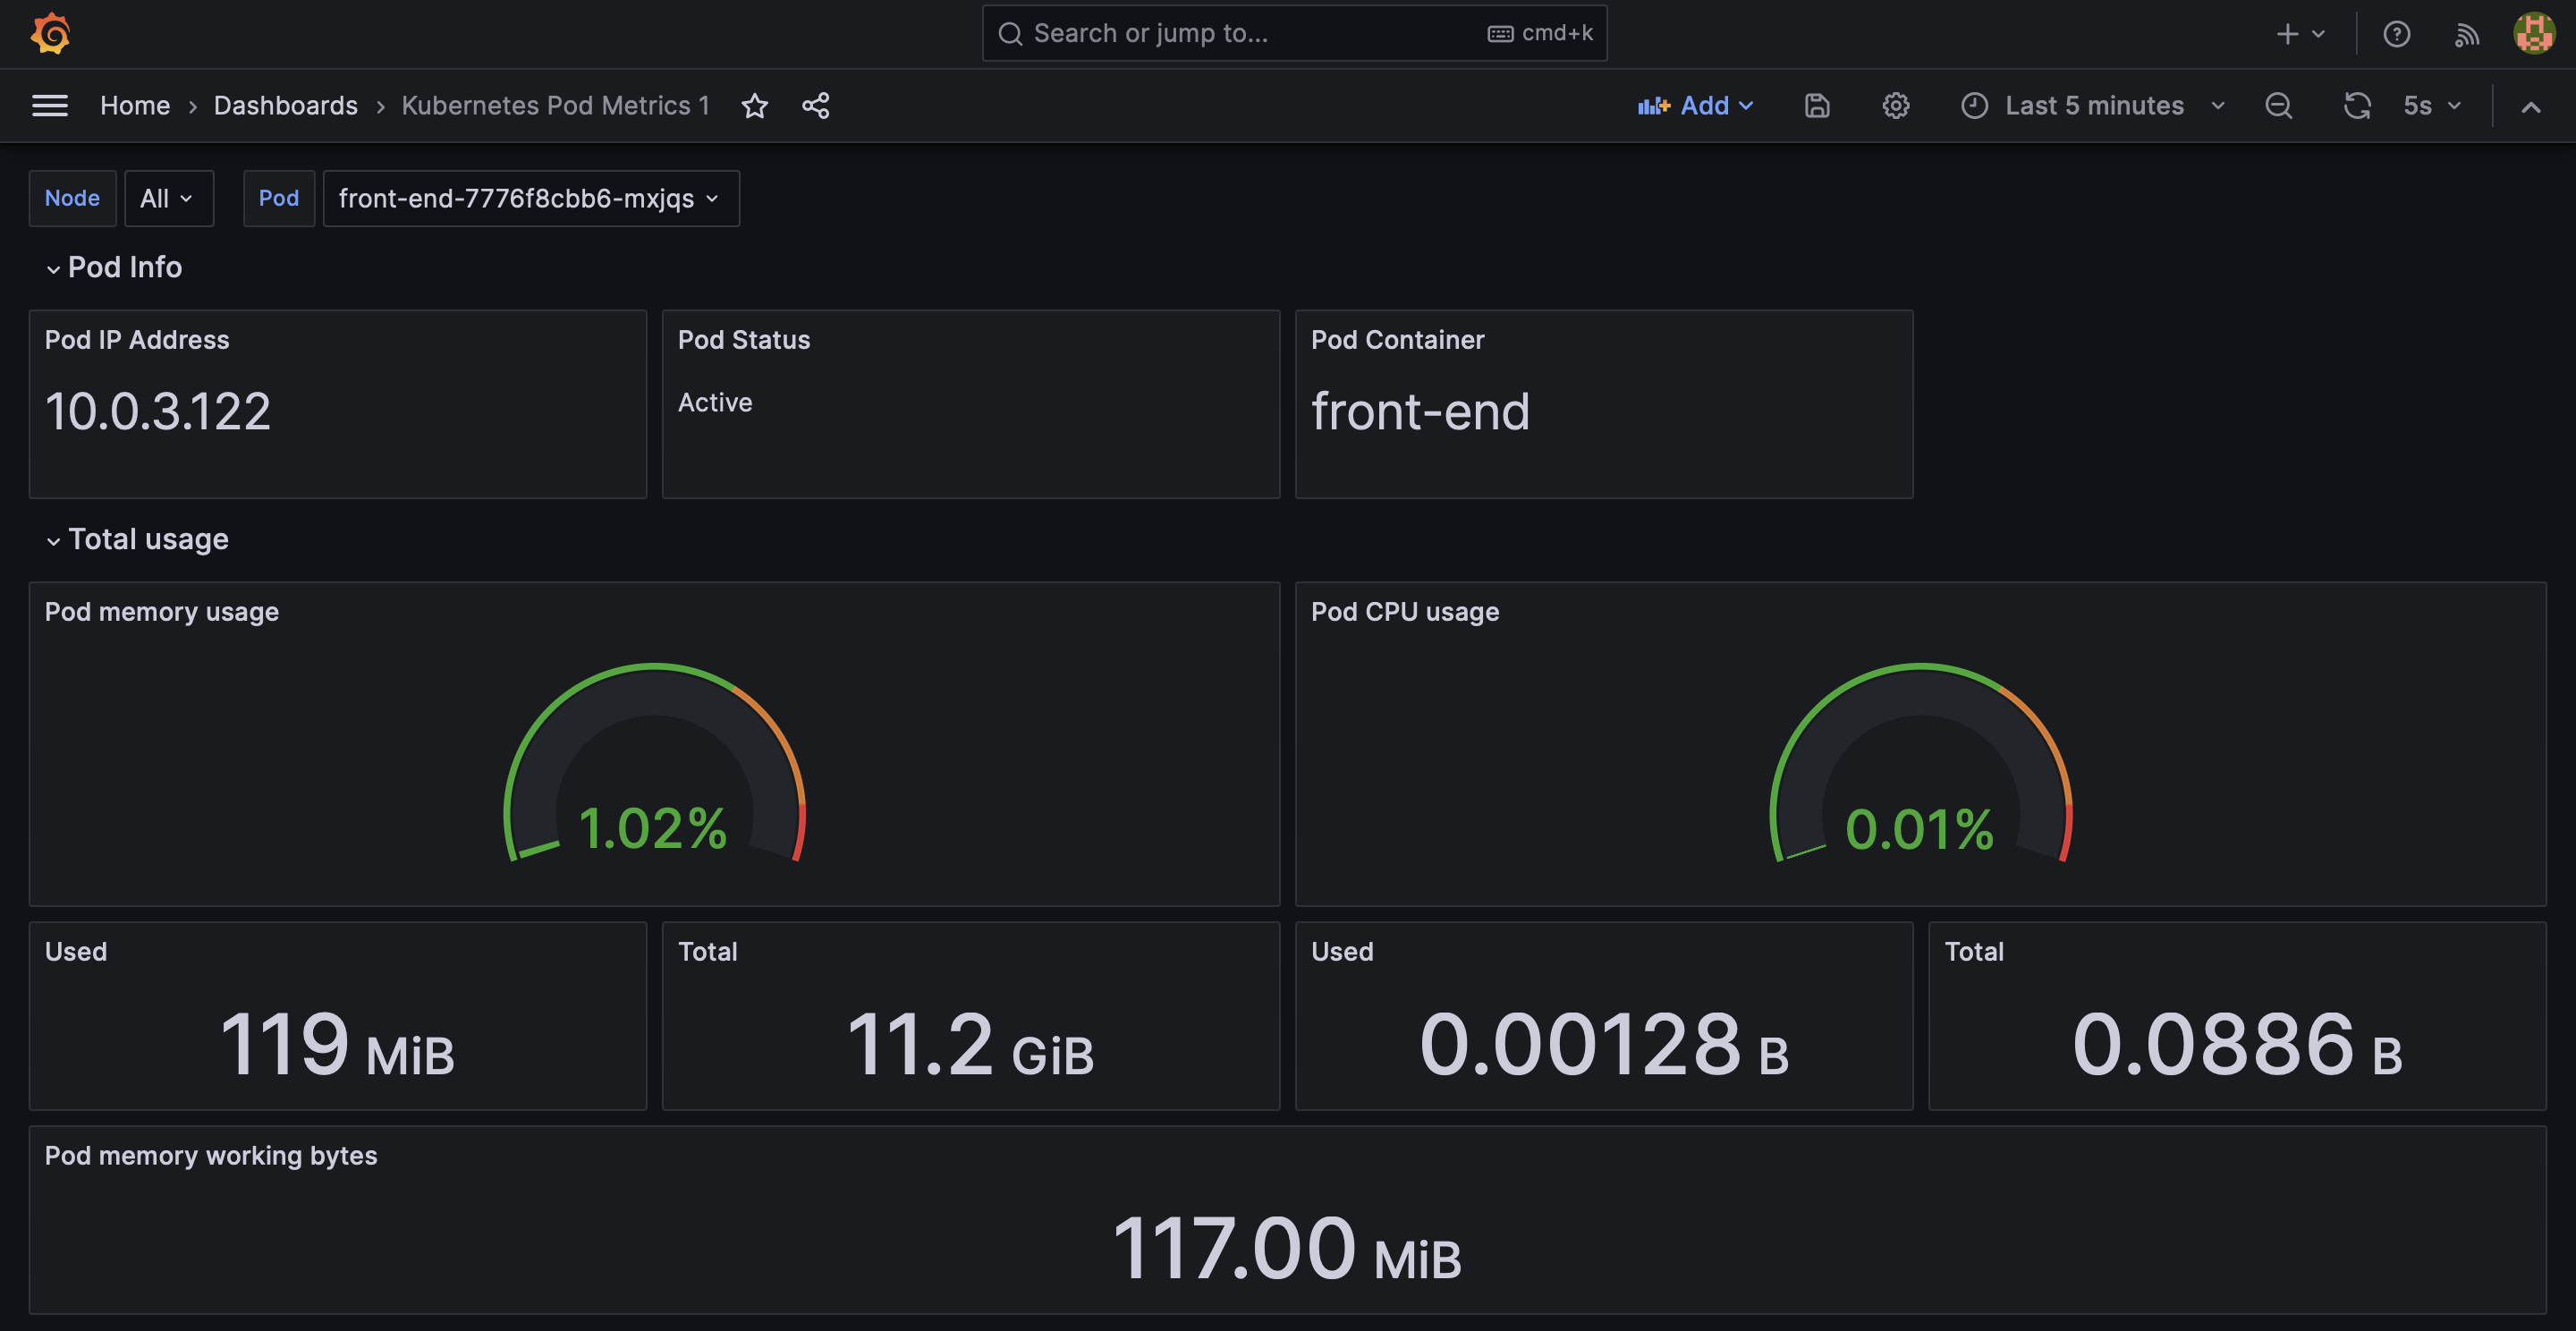 Search or jump to... cmd+k
Home › Dashboards › Kubernetes Pod Metrics 1 Add Last 5 minutes 5s
Node All Pod front-end-7776f8cbb6-mxjqs
Pod Info
Pod IP Address
10.0.3.122
Pod Status
Active
Pod Container
front-end
Total usage
Pod memory usage
1.02%
Pod CPU usage
0.01%
Used
119 MiB
Total
11.2 GiB
Used
0.00128 B
Total
0.0886 B
Pod memory working bytes
117.00 MiB